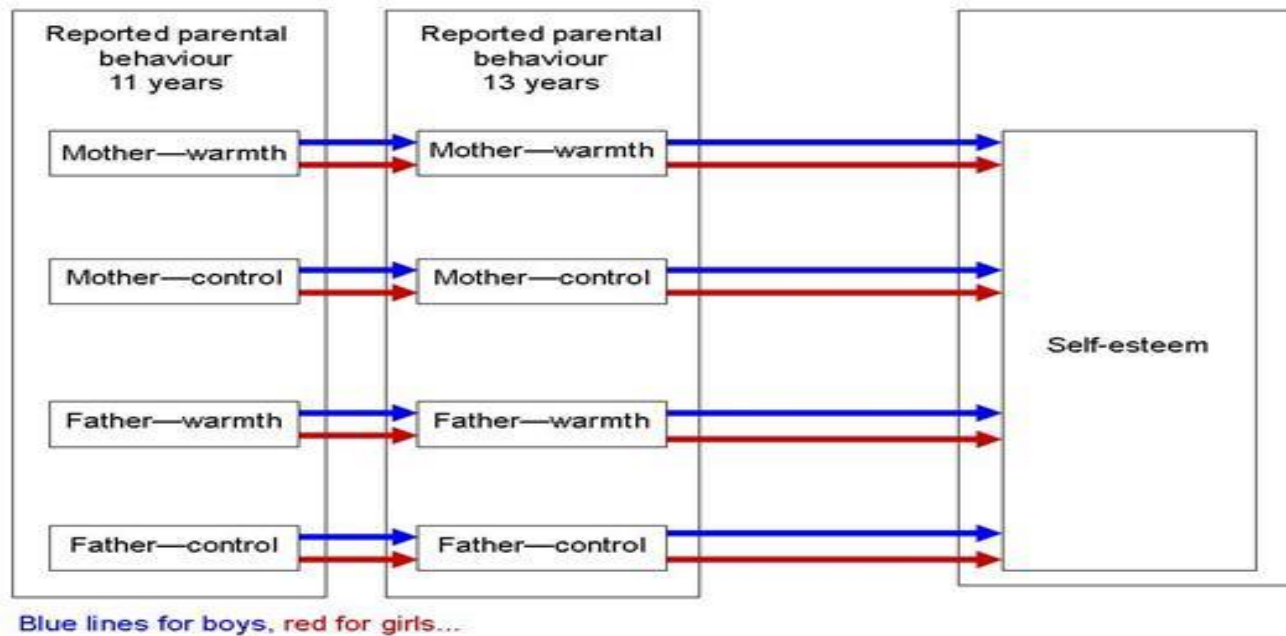 Reported parental
behaviour
11 years
Mother—warmth
Mother—control
Father—warmth
Father—control
Reported parental
behaviour
13 years
Mother—warmth
Mother—control
Father—warmth
Father—control
Self-esteem
Blue lines for boys, red for girls...